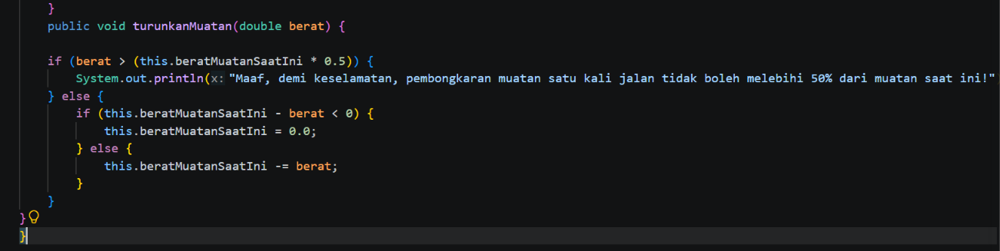 }
public void turunkanMuatan(double berat) {
if (berat > (this.beratMuatanSaatIni * 0.5)) {
System.out.println(x: "Maaf, demi keselamatan, pembongkaran muatan satu kali jalan tidak boleh melebihi 50% dari muatan saat ini!"
} else {
if (this.beratMuatanSaatIni - berat < 0) {
this.beratMuatanSaatIni = 0.0;
} else {
this.beratMuatanSaatIni -= berat;
}
}
}
}